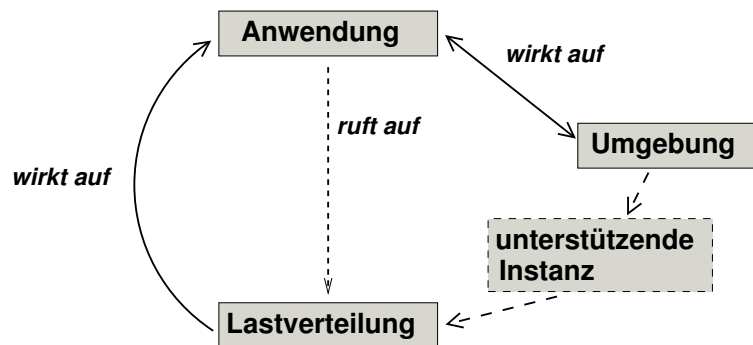 Anwendung
wirkt auf
ruft auf
Umgebung
wirkt auf
unterstützende
Instanz
Lastverteilung